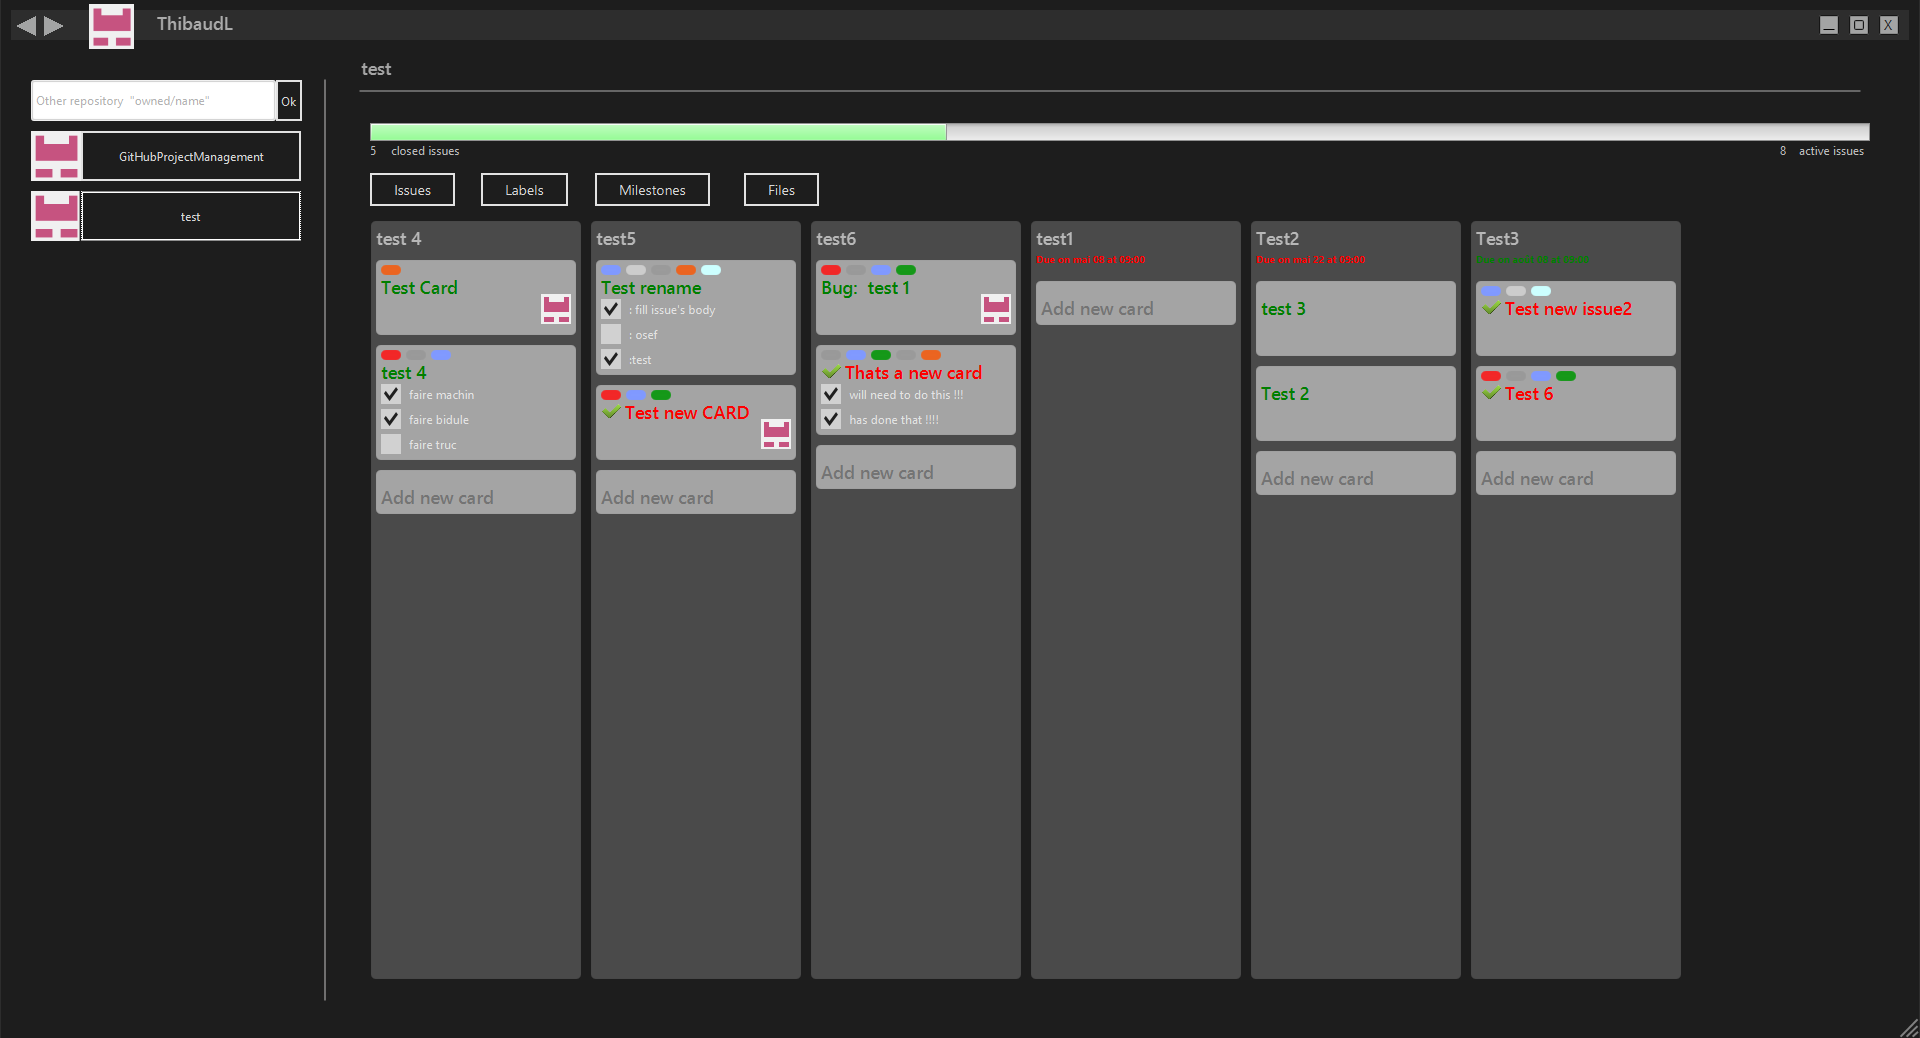 ThibaudL
X
test
Other repository "owned/name"
Ok
GitHubProjectManagement
test
5 closed issues
8 active issues
Issues
Labels
Milestones
Files
test 4
Test Card
test 4
faire machin
faire bidule
faire truc
Add new card
test5
Test rename
: fill issue's body
: osef
:test
Test new CARD
Add new card
test6
Bug: test 1
Thats a new card
will need to do this !!!
has done that !!!!
Add new card
test1
Due on mai 08 at 09:00
Add new card
Test2
Due on mai 22 at 09:00
test 3
Test 2
Add new card
Test3
Due on
Test new issue2
Test 6
Add new card